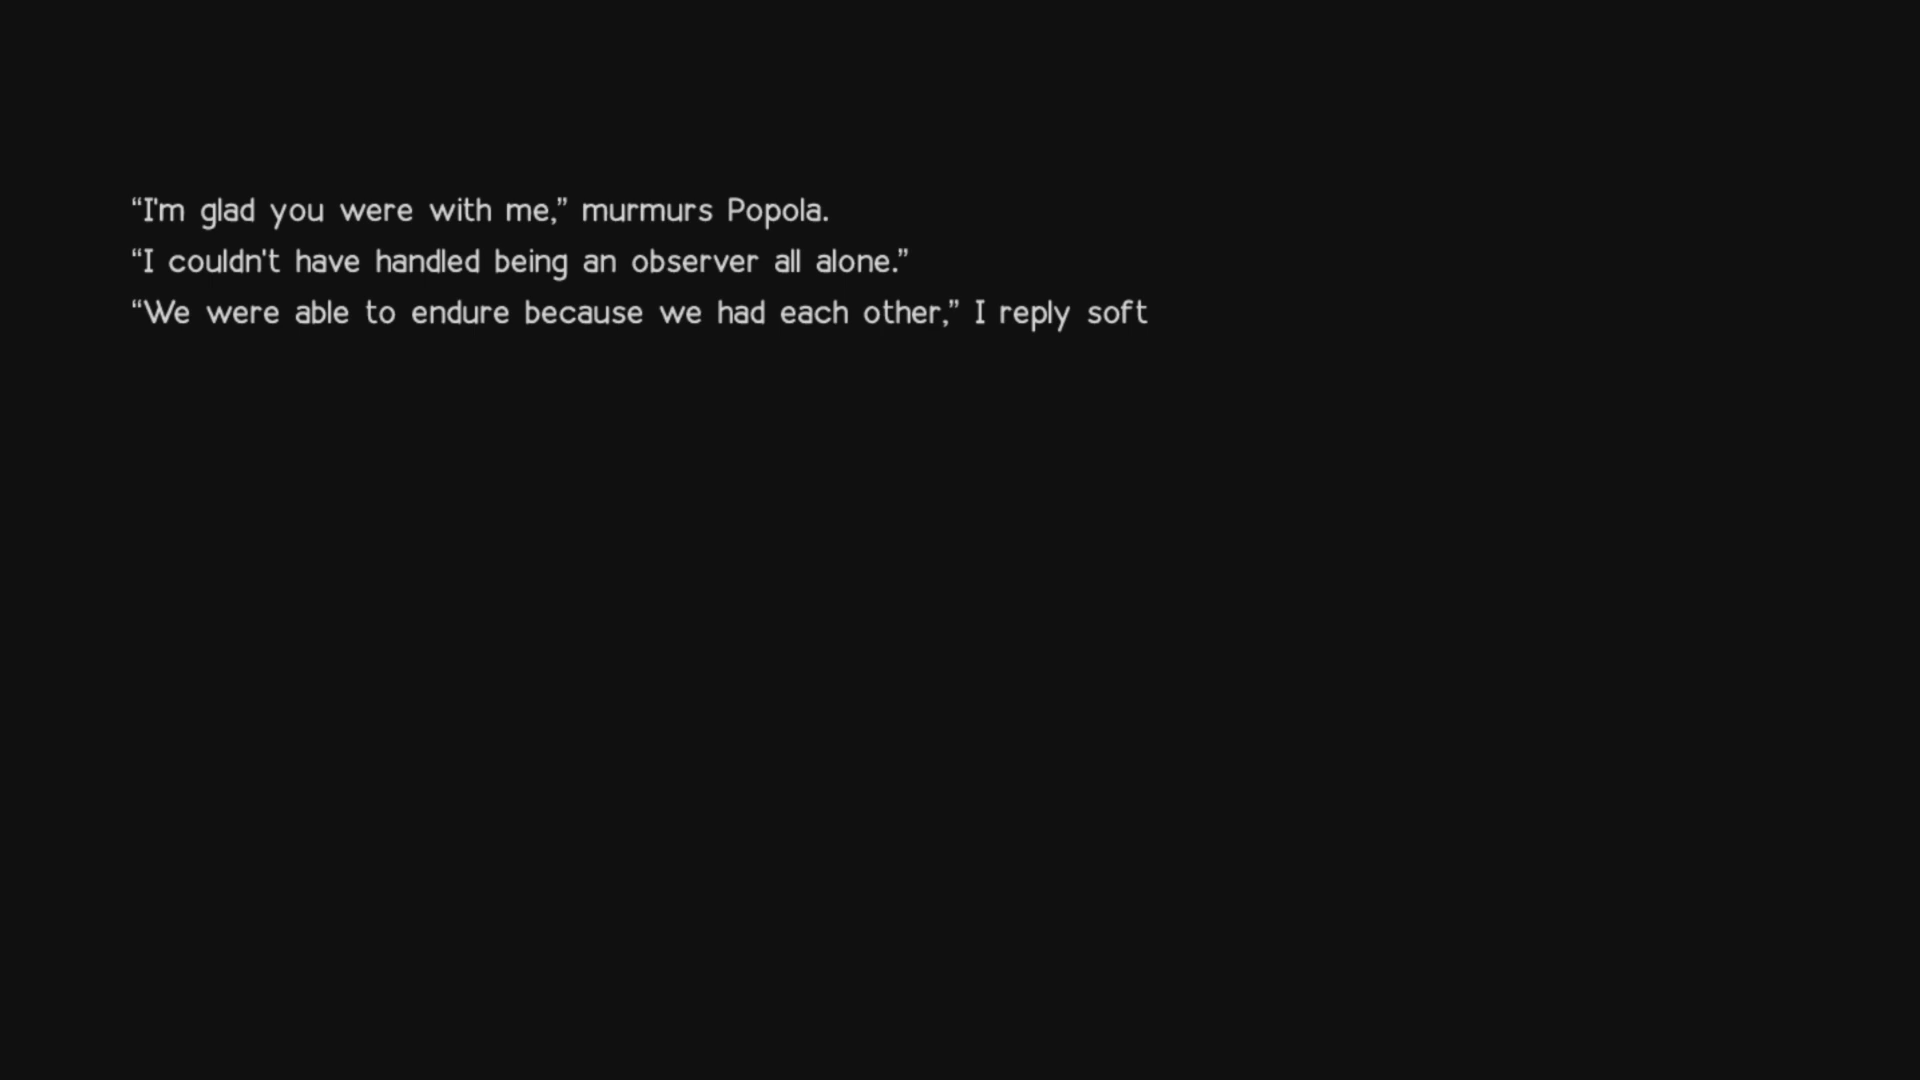 “I'm glad you were with me,” murmurs Popola.
“I couldn't have handled being an observer all alone.”
“We were able to endure because we had each other,” I reply soft